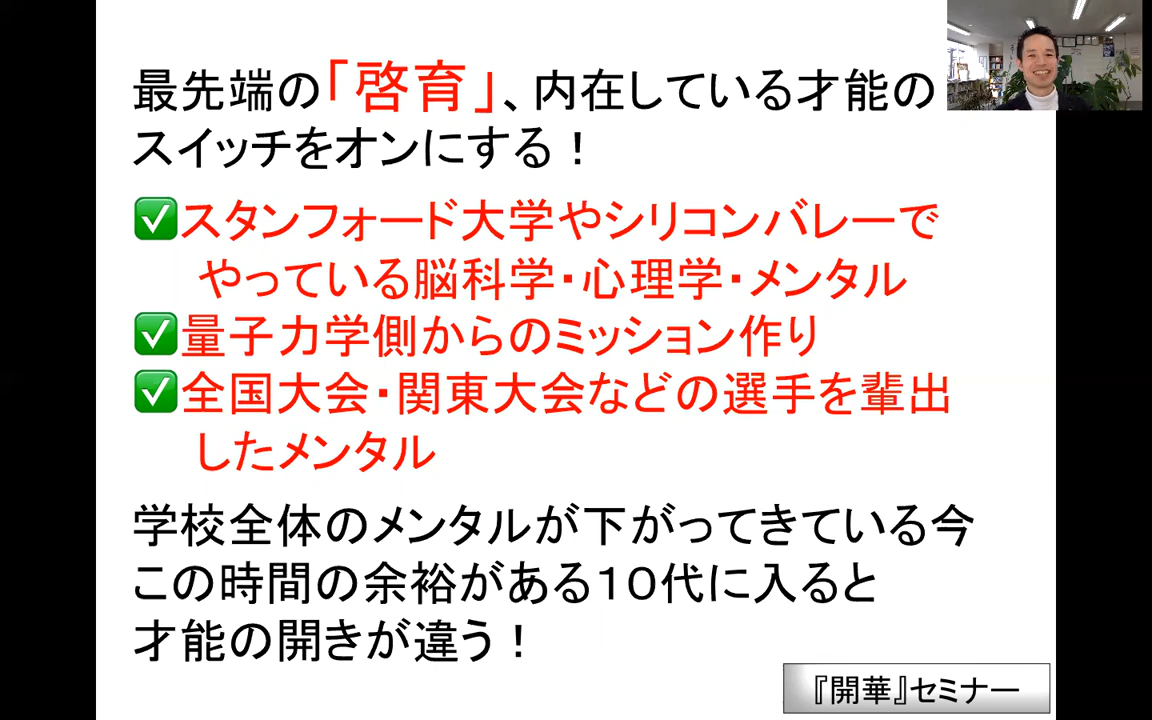 最先端の「啓育」、内在している才能の
スイッチをオンにする！
✅スタンフォード大学やシリコンバレーで
やっている脳科学・心理学・メンタル
✅量子力学側からのミッション作り
✅全国大会・関東大会などの選手を輩出
したメンタル
学校全体のメンタルが下がってきている今
この時間の余裕がある１０代に入ると
才能の開きが違う！
『開華』セミナー